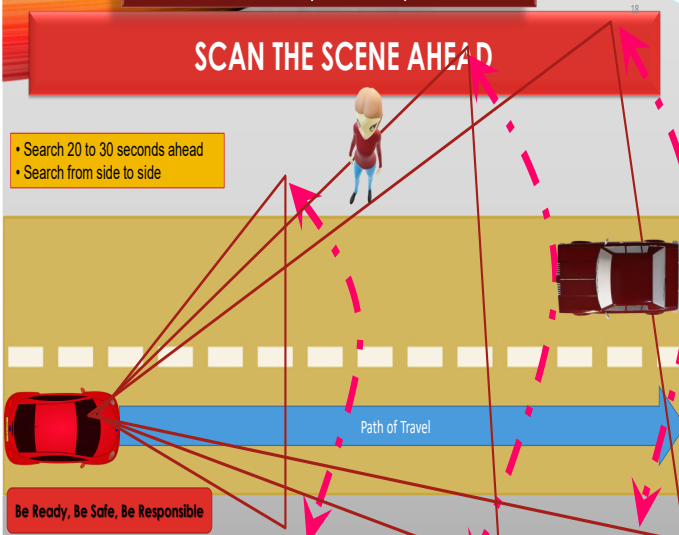 18
SCAN THE SCENE AHEAD
• Search 20 to 30 seconds ahead
• Search from side to side
Path of Travel
Be Ready, Be Safe, Be Responsible